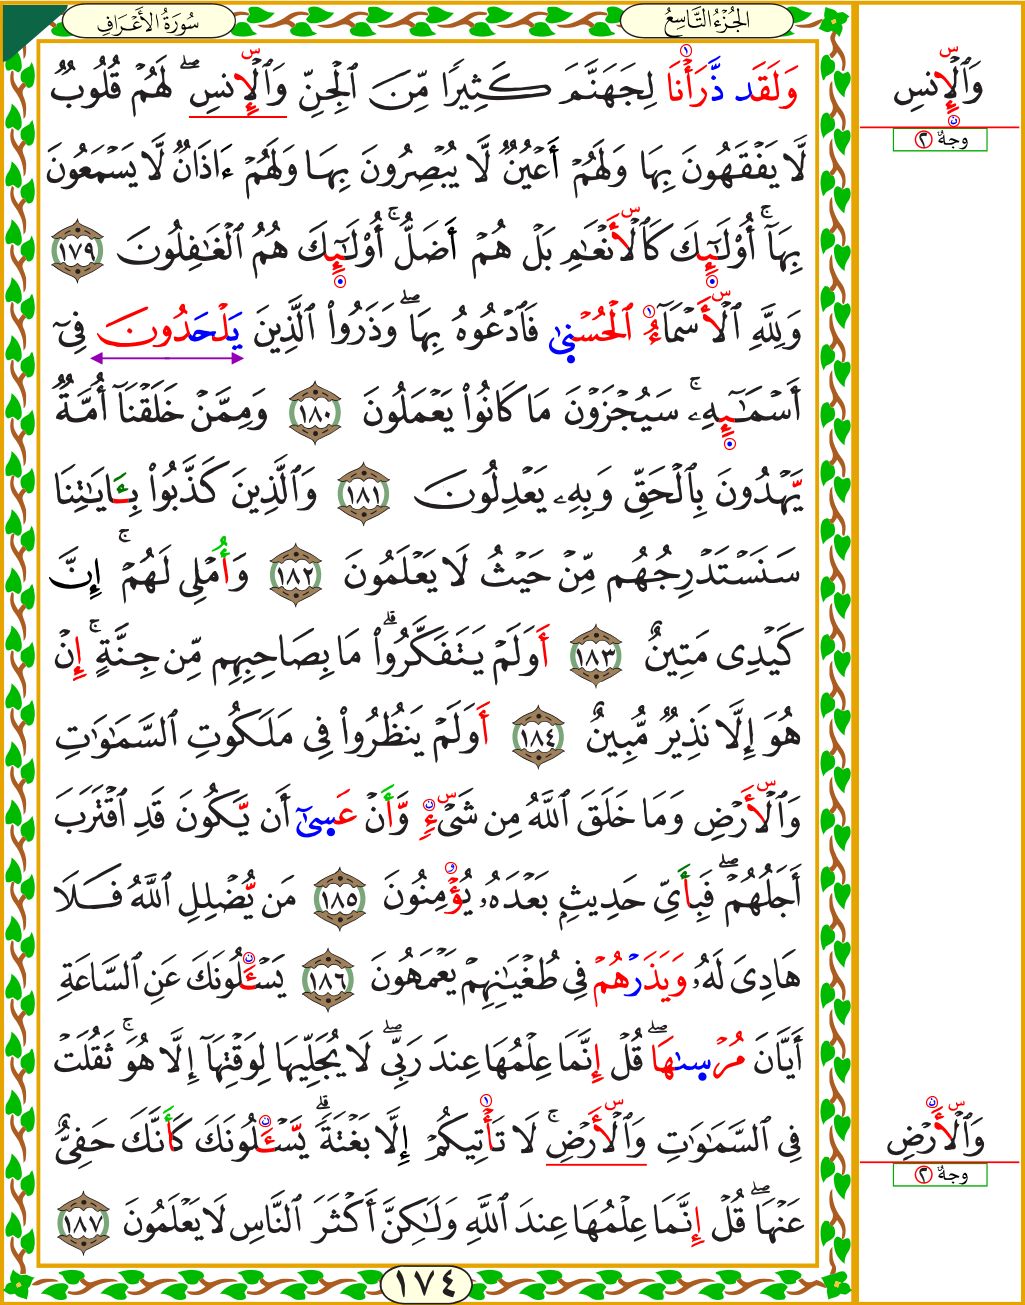 الجُزْءُ التَّاسِعُ
سُورَةُ الأَعْرَافِ
وَلَقَد ذَّرَأْنَا لِجَهَنَّمَ كَثِيرًا مِّنَ ٱلْجِنِّ وَٱلْإِنسِ ۖ لَهُمْ قُلُوبٌ
لَّا يَفْقَهُونَ بِهَا وَلَهُمْ أَعْيُنٌ لَّا يُبْصِرُونَ بِهَا وَلَهُمْ ءَاذَانٌ لَّا يَسْمَعُونَ
بِهَآ ۚ أُوْلَـٰٓئِكَ كَٱلْأَنْعَـٰمِ بَلْ هُمْ أَضَلُّ ۚ أُوْلَـٰٓئِكَ هُمُ ٱلْغَـٰفِلُونَ ١٧٩
وَلِلَّهِ ٱلْأَسْمَآءُ ٱلْحُسْنَىٰ فَٱدْعُوهُ بِهَا ۖ وَذَرُواْ ٱلَّذِينَ يَلْحَدُونَ فِىٓ
أَسْمَـٰٓئِهِۦ ۚ سَيُجْزَوْنَ مَا كَانُواْ يَعْمَلُونَ ١٨٠ وَمِمَّنْ خَلَقْنَآ أُمَّةٌ
يَهْدُونَ بِٱلْحَقِّ وَبِهِۦ يَعْدِلُونَ ١٨١ وَٱلَّذِينَ كَذَّبُواْ بِـَٔايَـٰتِنَا
سَنَسْتَدْرِجُهُم مِّنْ حَيْثُ لَا يَعْلَمُونَ ١٨٢ وَأُمْلِى لَهُمْ ۚ إِنَّ
كَيْدِى مَتِينٌ ١٨٣ أَوَلَمْ يَتَفَكَّرُواْ ۗ مَا بِصَاحِبِهِم مِّن جِنَّةٍ ۚ إِنْ
هُوَ إِلَّا نَذِيرٌ مُّبِينٌ ١٨٤ أَوَلَمْ يَنظُرُواْ فِى مَلَكُوتِ ٱلسَّمَـٰوَٰتِ
وَٱلْأَرْضِ وَمَا خَلَقَ ٱللَّهُ مِن شَىْءٍ وَأَنْ عَسَىٰٓ أَن يَكُونَ قَدِ ٱقْتَرَبَ
أَجَلُهُمْ ۖ فَبِأَىِّ حَدِيثٍۭ بَعْدَهُۥ يُؤْمِنُونَ ١٨٥ مَن يُضْلِلِ ٱللَّهُ فَلَا
هَادِىَ لَهُۥ وَيَذَرْهُمْ فِى طُغْيَـٰنِهِمْ يَعْمَهُونَ ١٨٦ يَسْـَٔلُونَكَ عَنِ ٱلسَّاعَةِ
أَيَّانَ مُرْسَىٰهَا ۖ قُلْ إِنَّمَا عِلْمُهَا عِندَ رَبِّى ۖ لَا يُجَلِّيهَا لِوَقْتِهَآ إِلَّا هُوَ ۚ ثَقُلَتْ
فِى ٱلسَّمَـٰوَٰتِ وَٱلْأَرْضِ ۚ لَا تَأْتِيكُمْ إِلَّا بَغْتَةً ۗ يَسْـَٔلُونَكَ كَأَنَّكَ حَفِىٌّ
عَنْهَا ۖ قُلْ إِنَّمَا عِلْمُهَا عِندَ ٱللَّهِ وَلَـٰكِنَّ أَكْثَرَ ٱلنَّاسِ لَا يَعْلَمُونَ ١٨٧
١٧٤
وَٱلْإِنسِ
وجهٌ ٢
وَٱلْأَرْضِ
وجهٌ ٢